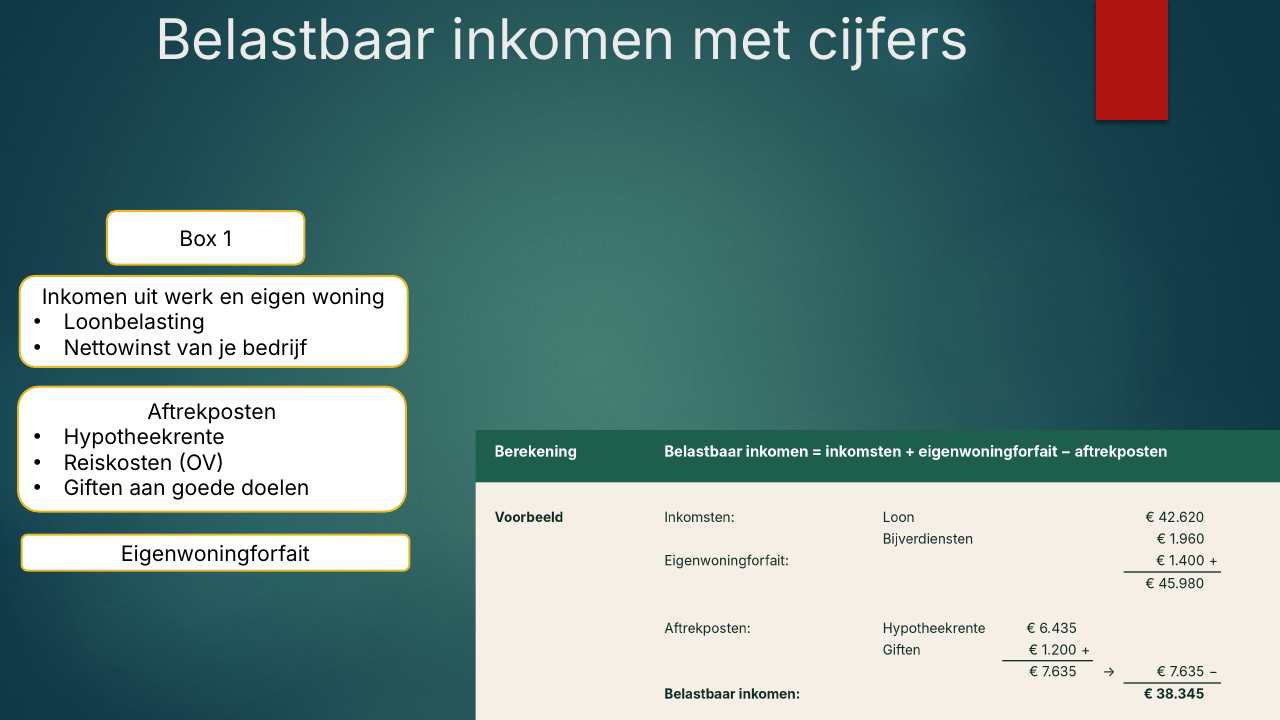 Belastbaar inkomen met cijfers
Box 1
Inkomen uit werk en eigen woning
• Loonbelasting
• Nettowinst van je bedrijf
Aftrekposten
• Hypotheekrente
• Reiskosten (OV)
• Giften aan goede doelen
Eigenwoningforfait
Berekening Belastbaar inkomen = inkomsten + eigenwoningforfait – aftrekposten
Voorbeeld Inkomsten: Loon € 42.620
Bijverdiensten € 1.960
Eigenwoningforfait: € 1.400 +
€ 45.980
Aftrekposten: Hypotheekrente € 6.435
Giften € 1.200 +
€ 7.635 → € 7.635 –
Belastbaar inkomen: € 38.345